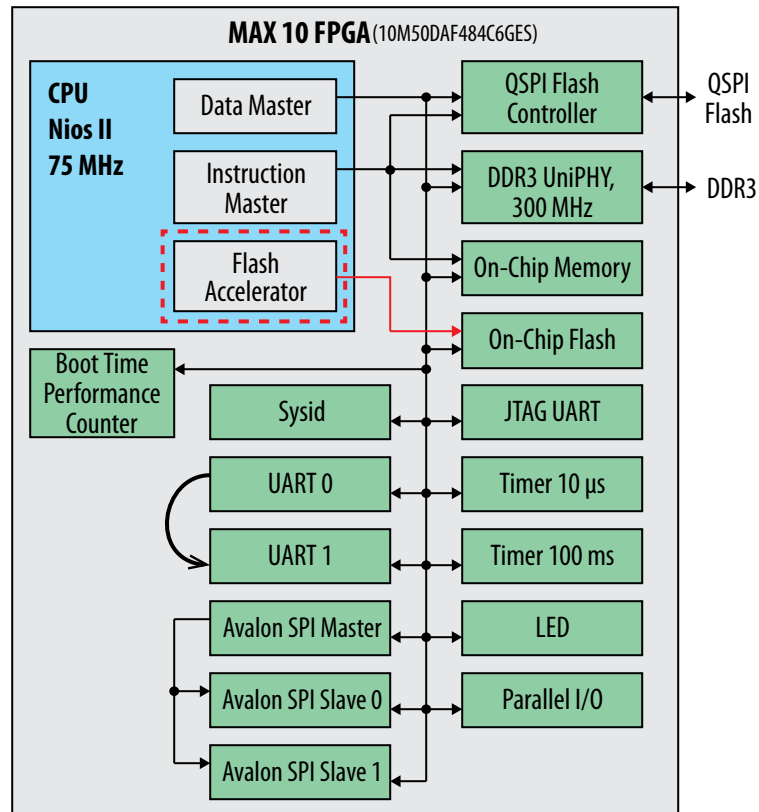 MAX 10 FPGA (10M50DAF484C6GES)
CPU
Nios II
75 MHz
Data Master
Instruction
Master
Flash
Accelerator
QSPI Flash
Controller
QSPI
Flash
DDR3 UniPHY,
300 MHz
DDR3
On-Chip Memory
On-Chip Flash
Boot Time
Performance
Counter
Sysid
JTAG UART
UART 0
Timer 10 μs
UART 1
Timer 100 ms
Avalon SPI Master
LED
Avalon SPI Slave 0
Parallel I/O
Avalon SPI Slave 1